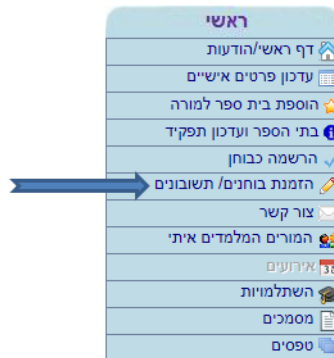 ראשי
דף ראשי/הודעות
עדכון פרטים אישיים
הוספת בית ספר למורה
בתי הספר ועדכון תפקיד
הרשמה כבוחן
הזמנת בוחנים/ תשובונים
צור קשר
המורים המלמדים איתי
אירועים
השתלמויות
מסמכים
טפסים